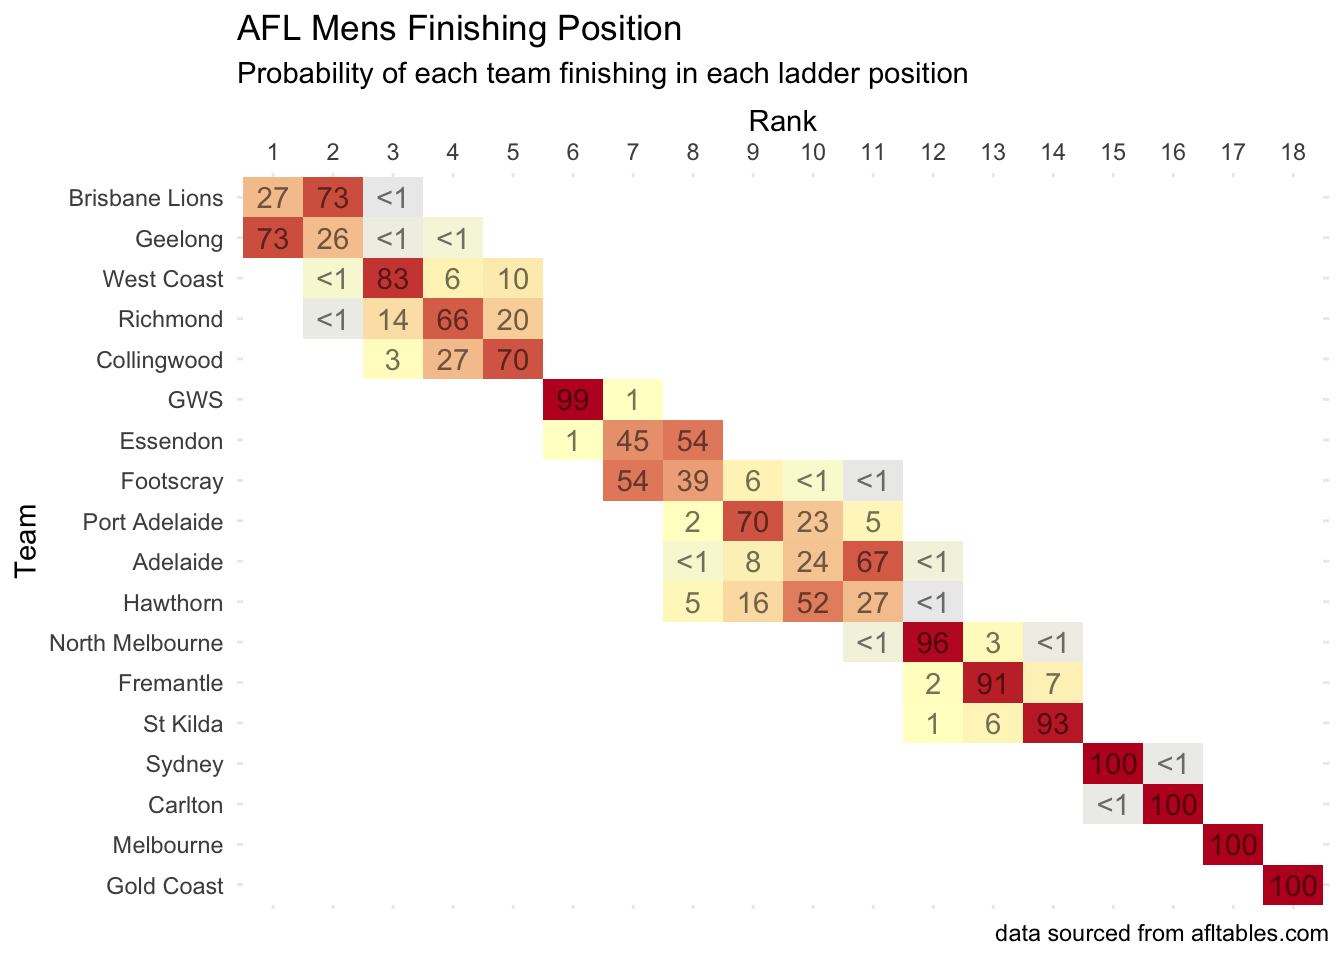 AFL Mens Finishing Position
Probability of each team finishing in each ladder position
Rank
1 2 3 4 5 6 7 8 9 10 11 12 13 14 15 16 17 18
Team
Brisbane Lions 27 73 <1
Geelong 73 26 <1 <1
West Coast <1 83 6 10
Richmond <1 14 66 20
Collingwood 3 27 70
GWS 99 1
Essendon 1 45 54
Footscray 54 39 6 <1 <1
Port Adelaide 2 70 23 5
Adelaide <1 8 24 67 <1
Hawthorn 5 16 52 27 <1
North Melbourne <1 96 3 <1
Fremantle 2 91 7
St Kilda 1 6 93
Sydney 100 <1
Carlton <1 100
Melbourne 100
Gold Coast 100
data sourced from afltables.com